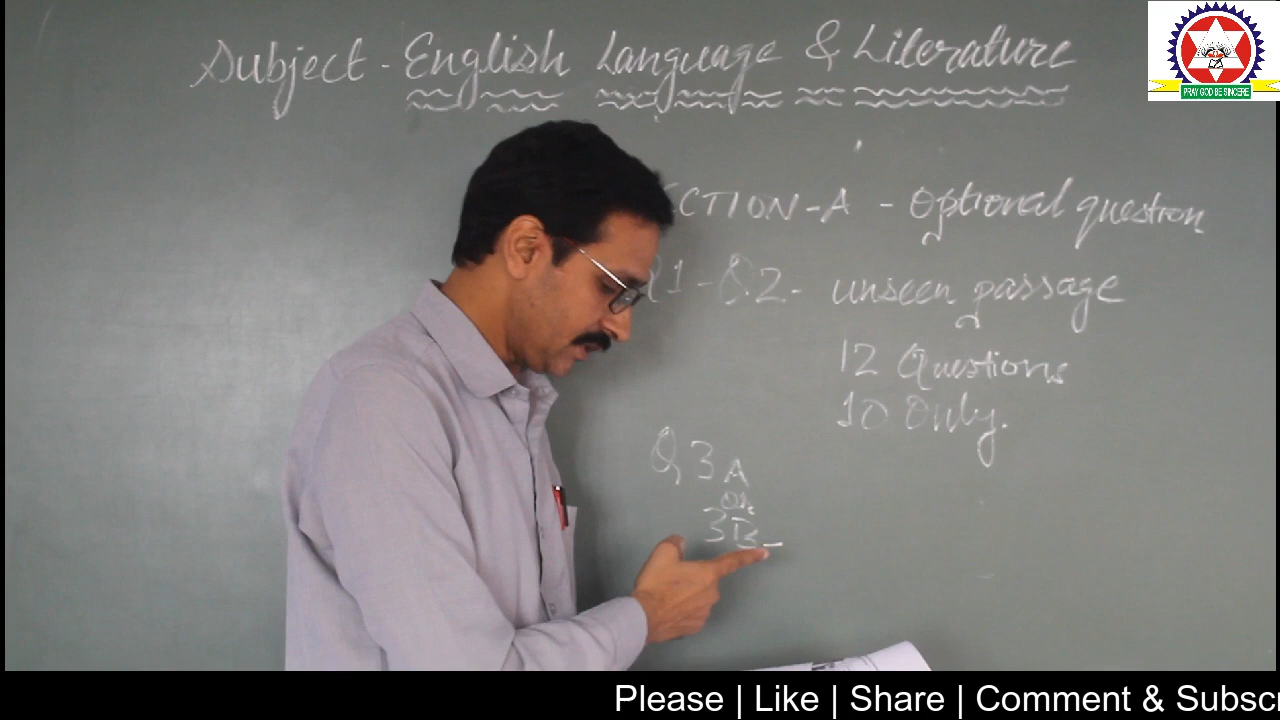 Subject - English Language & Literature
PRAY GOD BE SINCERE
CTION-A - Optional question
Q1-Q.2- unseen passage
12 Questions
10 Only.
Q 3 A
OR
3B-
Please | Like | Share | Comment & Subsc